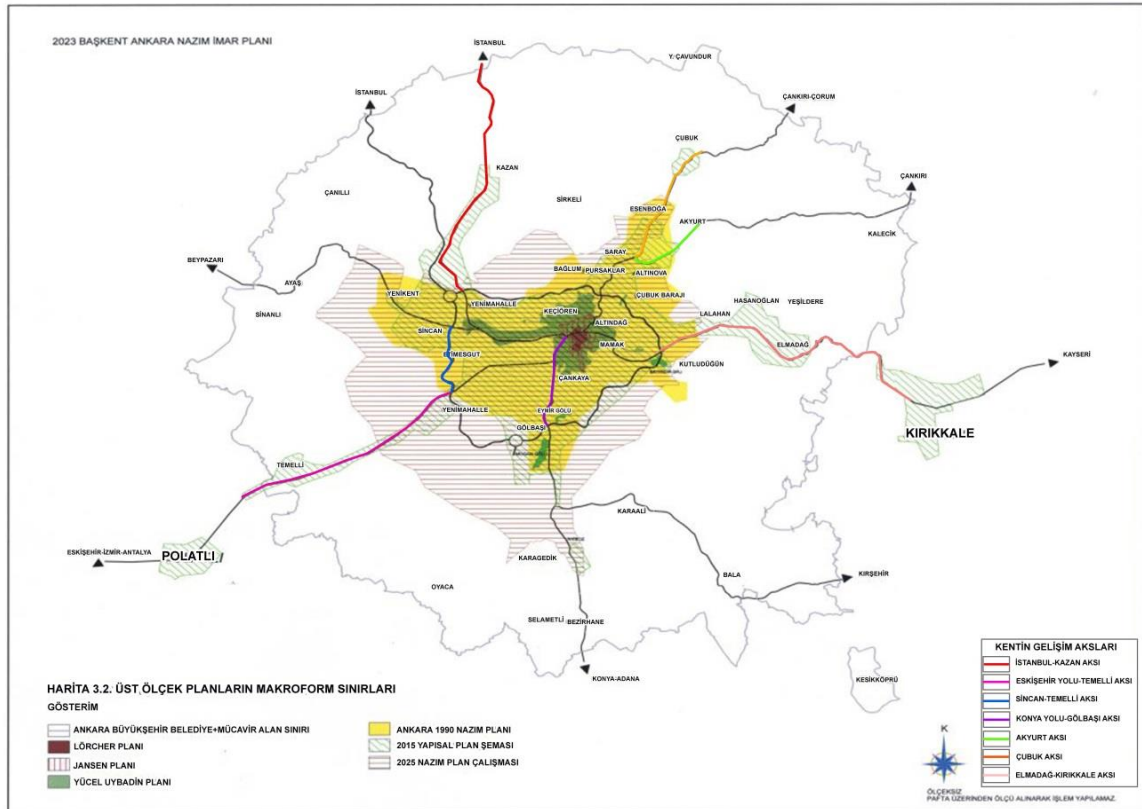 2023 BAŞKENT ANKARA NAZIM İMAR PLANI
İSTANBUL
Y. ÇAVUNDUR
İSTANBUL
ÇANKIRI-ÇORUM
ÇUBUK
KAZAN
ÇANKIRI
ÇANILLI
SİRKELİ
ESENBOĞA
AKYURT
KALECİK
SARAY
BEYPAZARI
BAĞLUM
PURSAKLAR
ALTINOVA
AYAŞ
YENİKENT
ÇUBUK BARAJI
HASANOĞLAN
YEŞİLDERE
SİNANLI
YENİMAHALLE
KEÇİÖREN
LALAHAN
SİNCAN
ALTINDAĞ
MAMAK
ELMADAĞ
ETİMESGUT
KUTLUDÜĞÜN
KAYSERİ
ÇANKAYA
YENİMAHALLE
EYMİR GÖLÜ
GÖLBAŞI
KIRIKKALE
TEMELLİ
KARAALİ
ESKİŞEHİR-İZMİR-ANTALYA
POLATLI
KARAGEDİK
BALA
KIRŞEHİR
OYACA
SELAMETLİ
BEZİRHANE
KONYA-ADANA
KESİKKÖPRÜ
HARİTA 3.2. ÜST ÖLÇEK PLANLARIN MAKROFORM SINIRLARI
GÖSTERİM
ANKARA BÜYÜKŞEHİR BELEDİYE+MÜCAVİR ALAN SINIRI
LÖRCHER PLANI
JANSEN PLANI
YÜCEL UYBADİN PLANI
ANKARA 1990 NAZIM PLANI
2015 YAPISAL PLAN ŞEMASI
2025 NAZIM PLAN ÇALIŞMASI
K
ÖLÇEKSİZ
PAFTA ÜZERİNDEN ÖLÇÜ ALINARAK İŞLEM YAPILAMAZ.
KENTİN GELİŞİM AKSLARI
İSTANBUL-KAZAN AKSI
ESKİŞEHİR YOLU-TEMELLİ AKSI
SİNCAN-TEMELLİ AKSI
KONYA YOLU-GÖLBAŞI AKSI
AKYURT AKSI
ÇUBUK AKSI
ELMADAĞ-KIRIKKALE AKSI